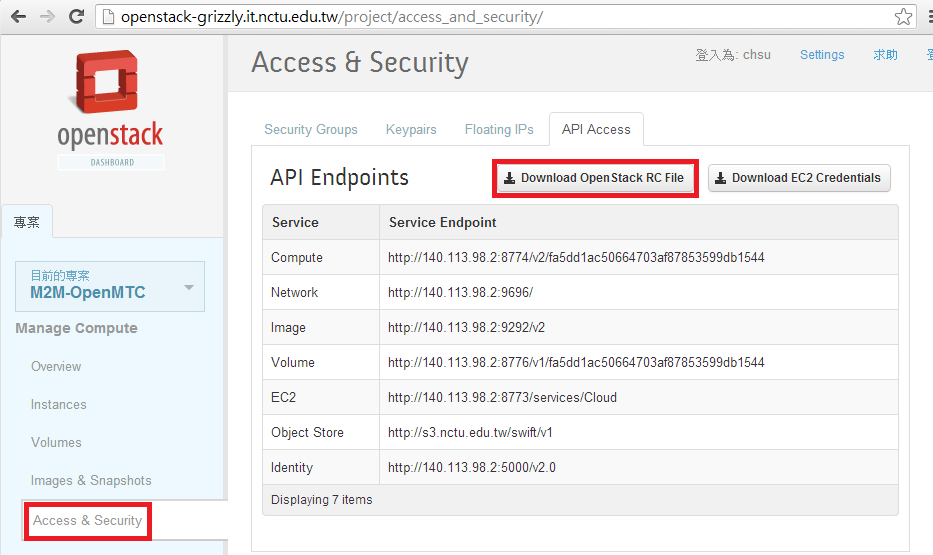 openstack-grizzly.it.nctu.edu.tw/project/access_and_security/
openstack
DASHBOARD
專案
目前的專案
M2M-OpenMTC
Manage Compute
Overview
Instances
Volumes
Images & Snapshots
Access & Security
Access & Security
登入為: chsu
Settings
求助
Security Groups
Keypairs
Floating IPs
API Access
API Endpoints
Download OpenStack RC File
Download EC2 Credentials
Service Service Endpoint
Compute http://140.113.98.2:8774/v2/fa5dd1ac50664703af87853599db1544
Network http://140.113.98.2:9696/
Image http://140.113.98.2:9292/v2
Volume http://140.113.98.2:8776/v1/fa5dd1ac50664703af87853599db1544
EC2 http://140.113.98.2:8773/services/Cloud
Object Store http://s3.nctu.edu.tw/swift/v1
Identity http://140.113.98.2:5000/v2.0
Displaying 7 items